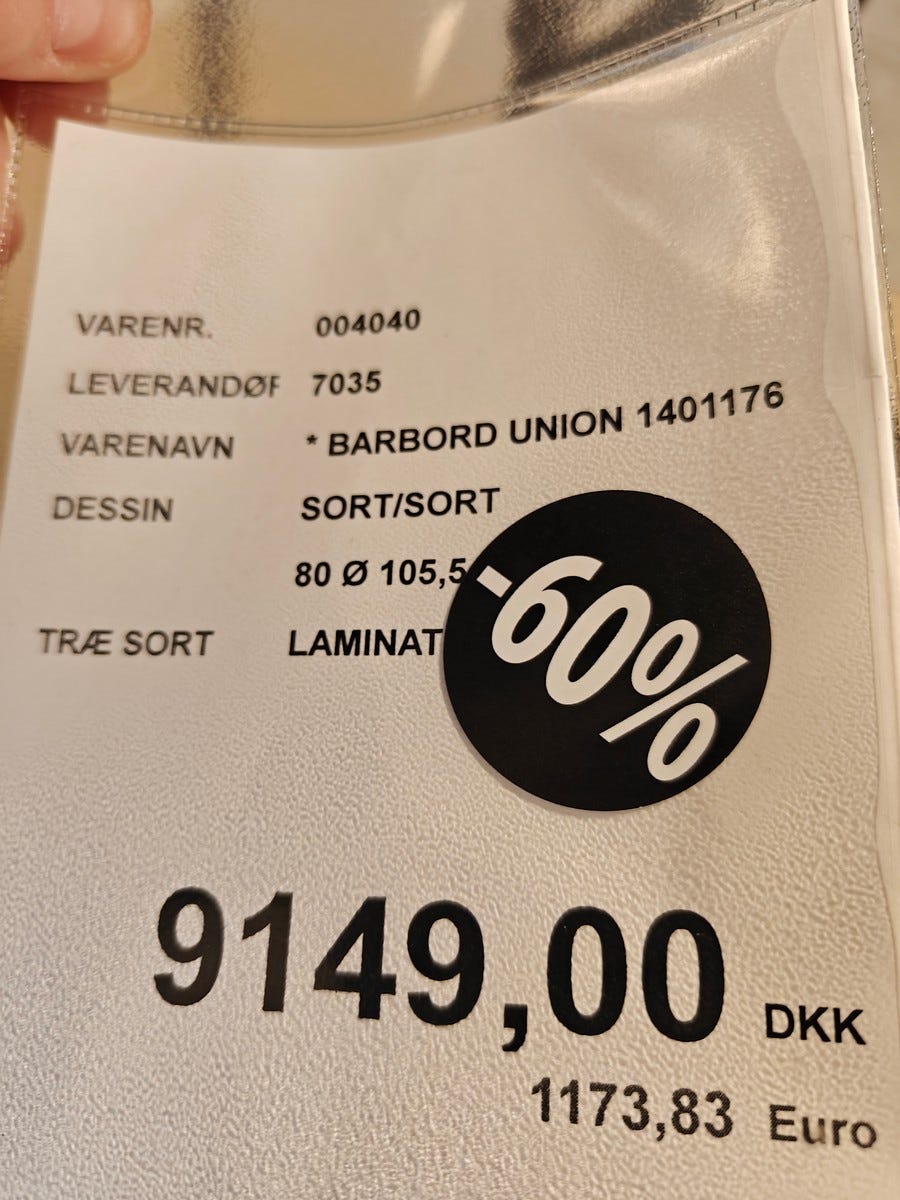 VARENR. 004040
LEVERANDØR 7035
VARENAVN * BARBORD UNION 1401176
DESSIN SORT/SORT
80 Ø 105,5
TRÆ SORT LAMINAT
-60%
9149,00 DKK
1173,83 Euro